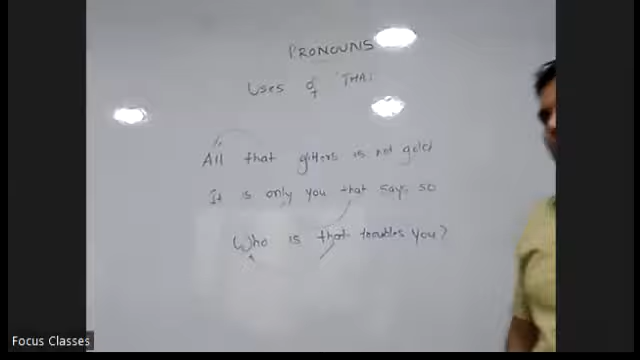 PRONOUNS
Uses of 'THAT
All that glitters is not gold
It is only you that says so
Who is that troubles you?
Focus Classes